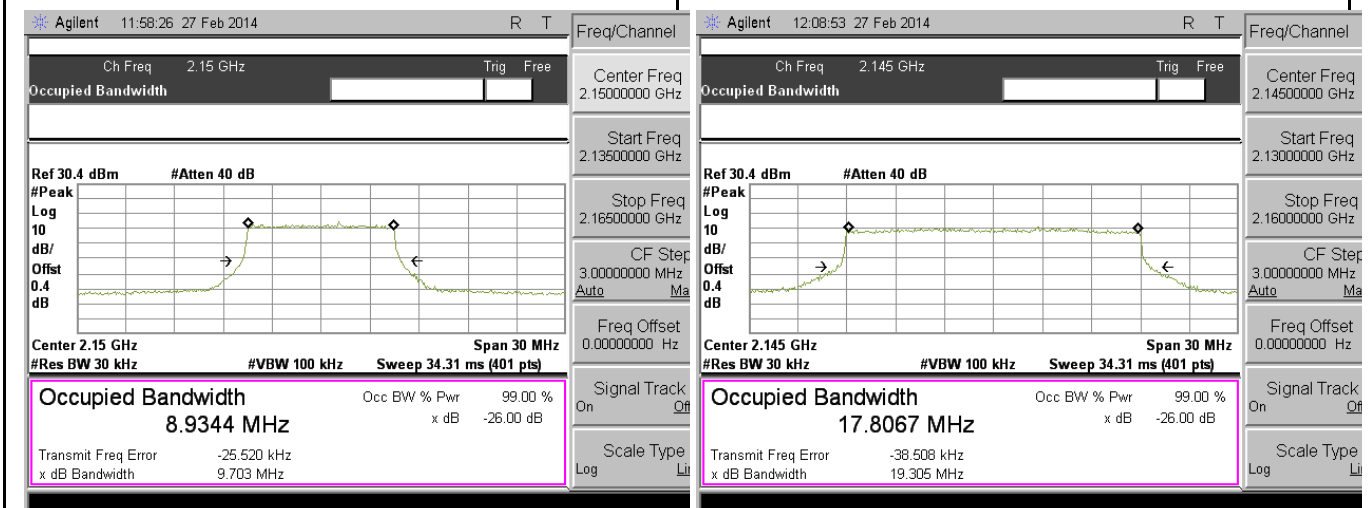 Agilent 11:58:26 27 Feb 2014 R T
Freq/Channel
Ch Freq 2.15 GHz Trig Free
Occupied Bandwidth
Center Freq
2.15000000 GHz
Start Freq
2.13500000 GHz
Ref 30.4 dBm #Atten 40 dB
#Peak
Log
10
dB/
Offst
0.4
dB
Stop Freq
2.16500000 GHz
CF Step
3.00000000 MHz
Auto Ma
Freq Offset
0.00000000 Hz
Center 2.15 GHz Span 30 MHz
#Res BW 30 kHz #VBW 100 kHz Sweep 34.31 ms (401 pts)
Signal Track
On Off
Occupied Bandwidth Occ BW % Pwr 99.00 %
8.9344 MHz x dB -26.00 dB
Transmit Freq Error -25.520 kHz
x dB Bandwidth 9.703 MHz
Scale Type
Log Lin
Agilent 12:08:53 27 Feb 2014 R T
Freq/Channel
Ch Freq 2.145 GHz Trig Free
Occupied Bandwidth
Center Freq
2.14500000 GHz
Start Freq
2.13000000 GHz
Ref 30.4 dBm #Atten 40 dB
#Peak
Log
10
dB/
Offst
0.4
dB
Stop Freq
2.16000000 GHz
CF Step
3.00000000 MHz
Auto Ma
Freq Offset
0.00000000 Hz
Center 2.145 GHz Span 30 MHz
#Res BW 30 kHz #VBW 100 kHz Sweep 34.31 ms (401 pts)
Signal Track
On Off
Occupied Bandwidth Occ BW % Pwr 99.00 %
17.8067 MHz x dB -26.00 dB
Transmit Freq Error -38.508 kHz
x dB Bandwidth 19.305 MHz
Scale Type
Log Lin